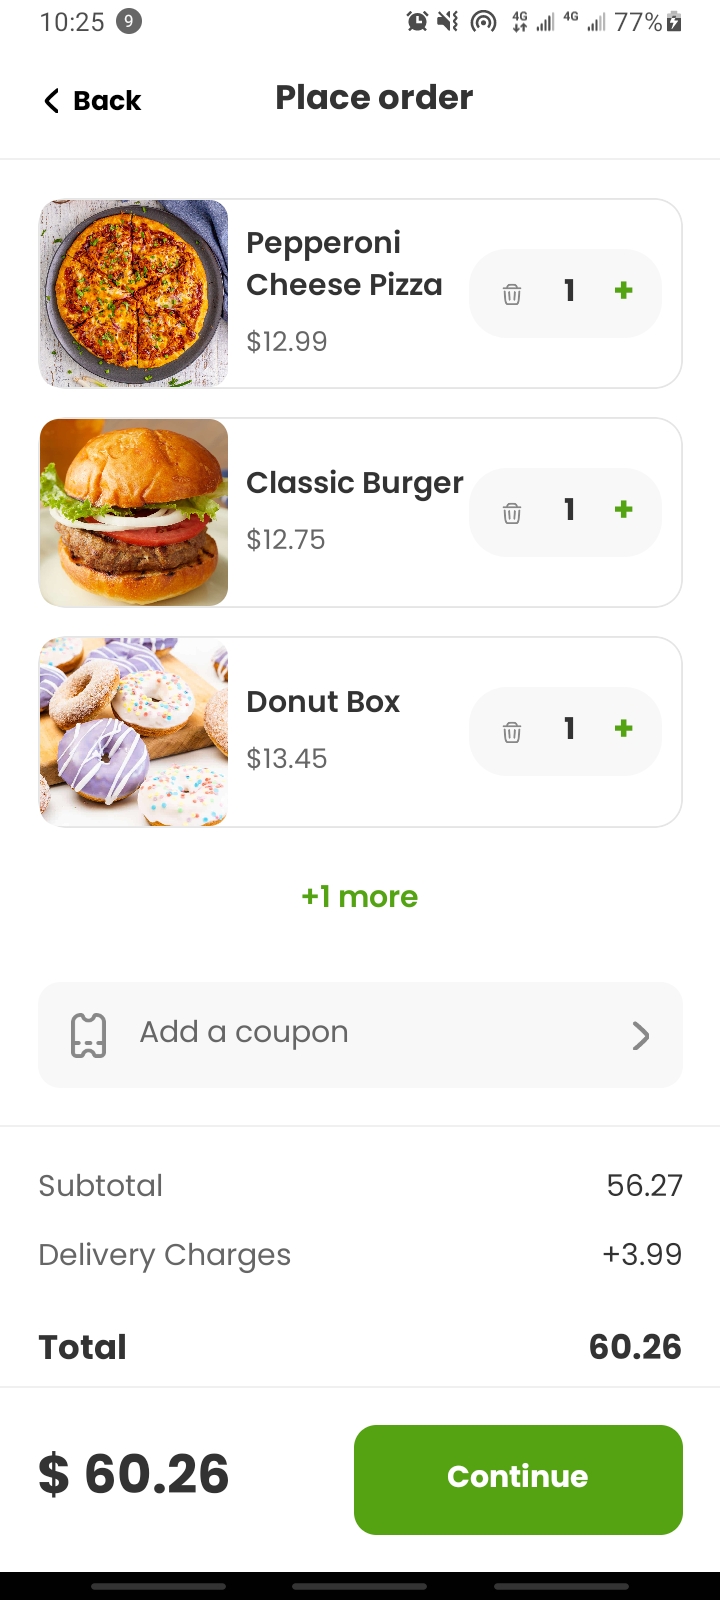 10:25 9 4G 4G 77%
Back Place order
Pepperoni
Cheese Pizza
$12.99
1 +
Classic Burger
$12.75
1 +
Donut Box
$13.45
1 +
+1 more
Add a coupon
Subtotal 56.27
Delivery Charges +3.99
Total 60.26
$ 60.26 Continue